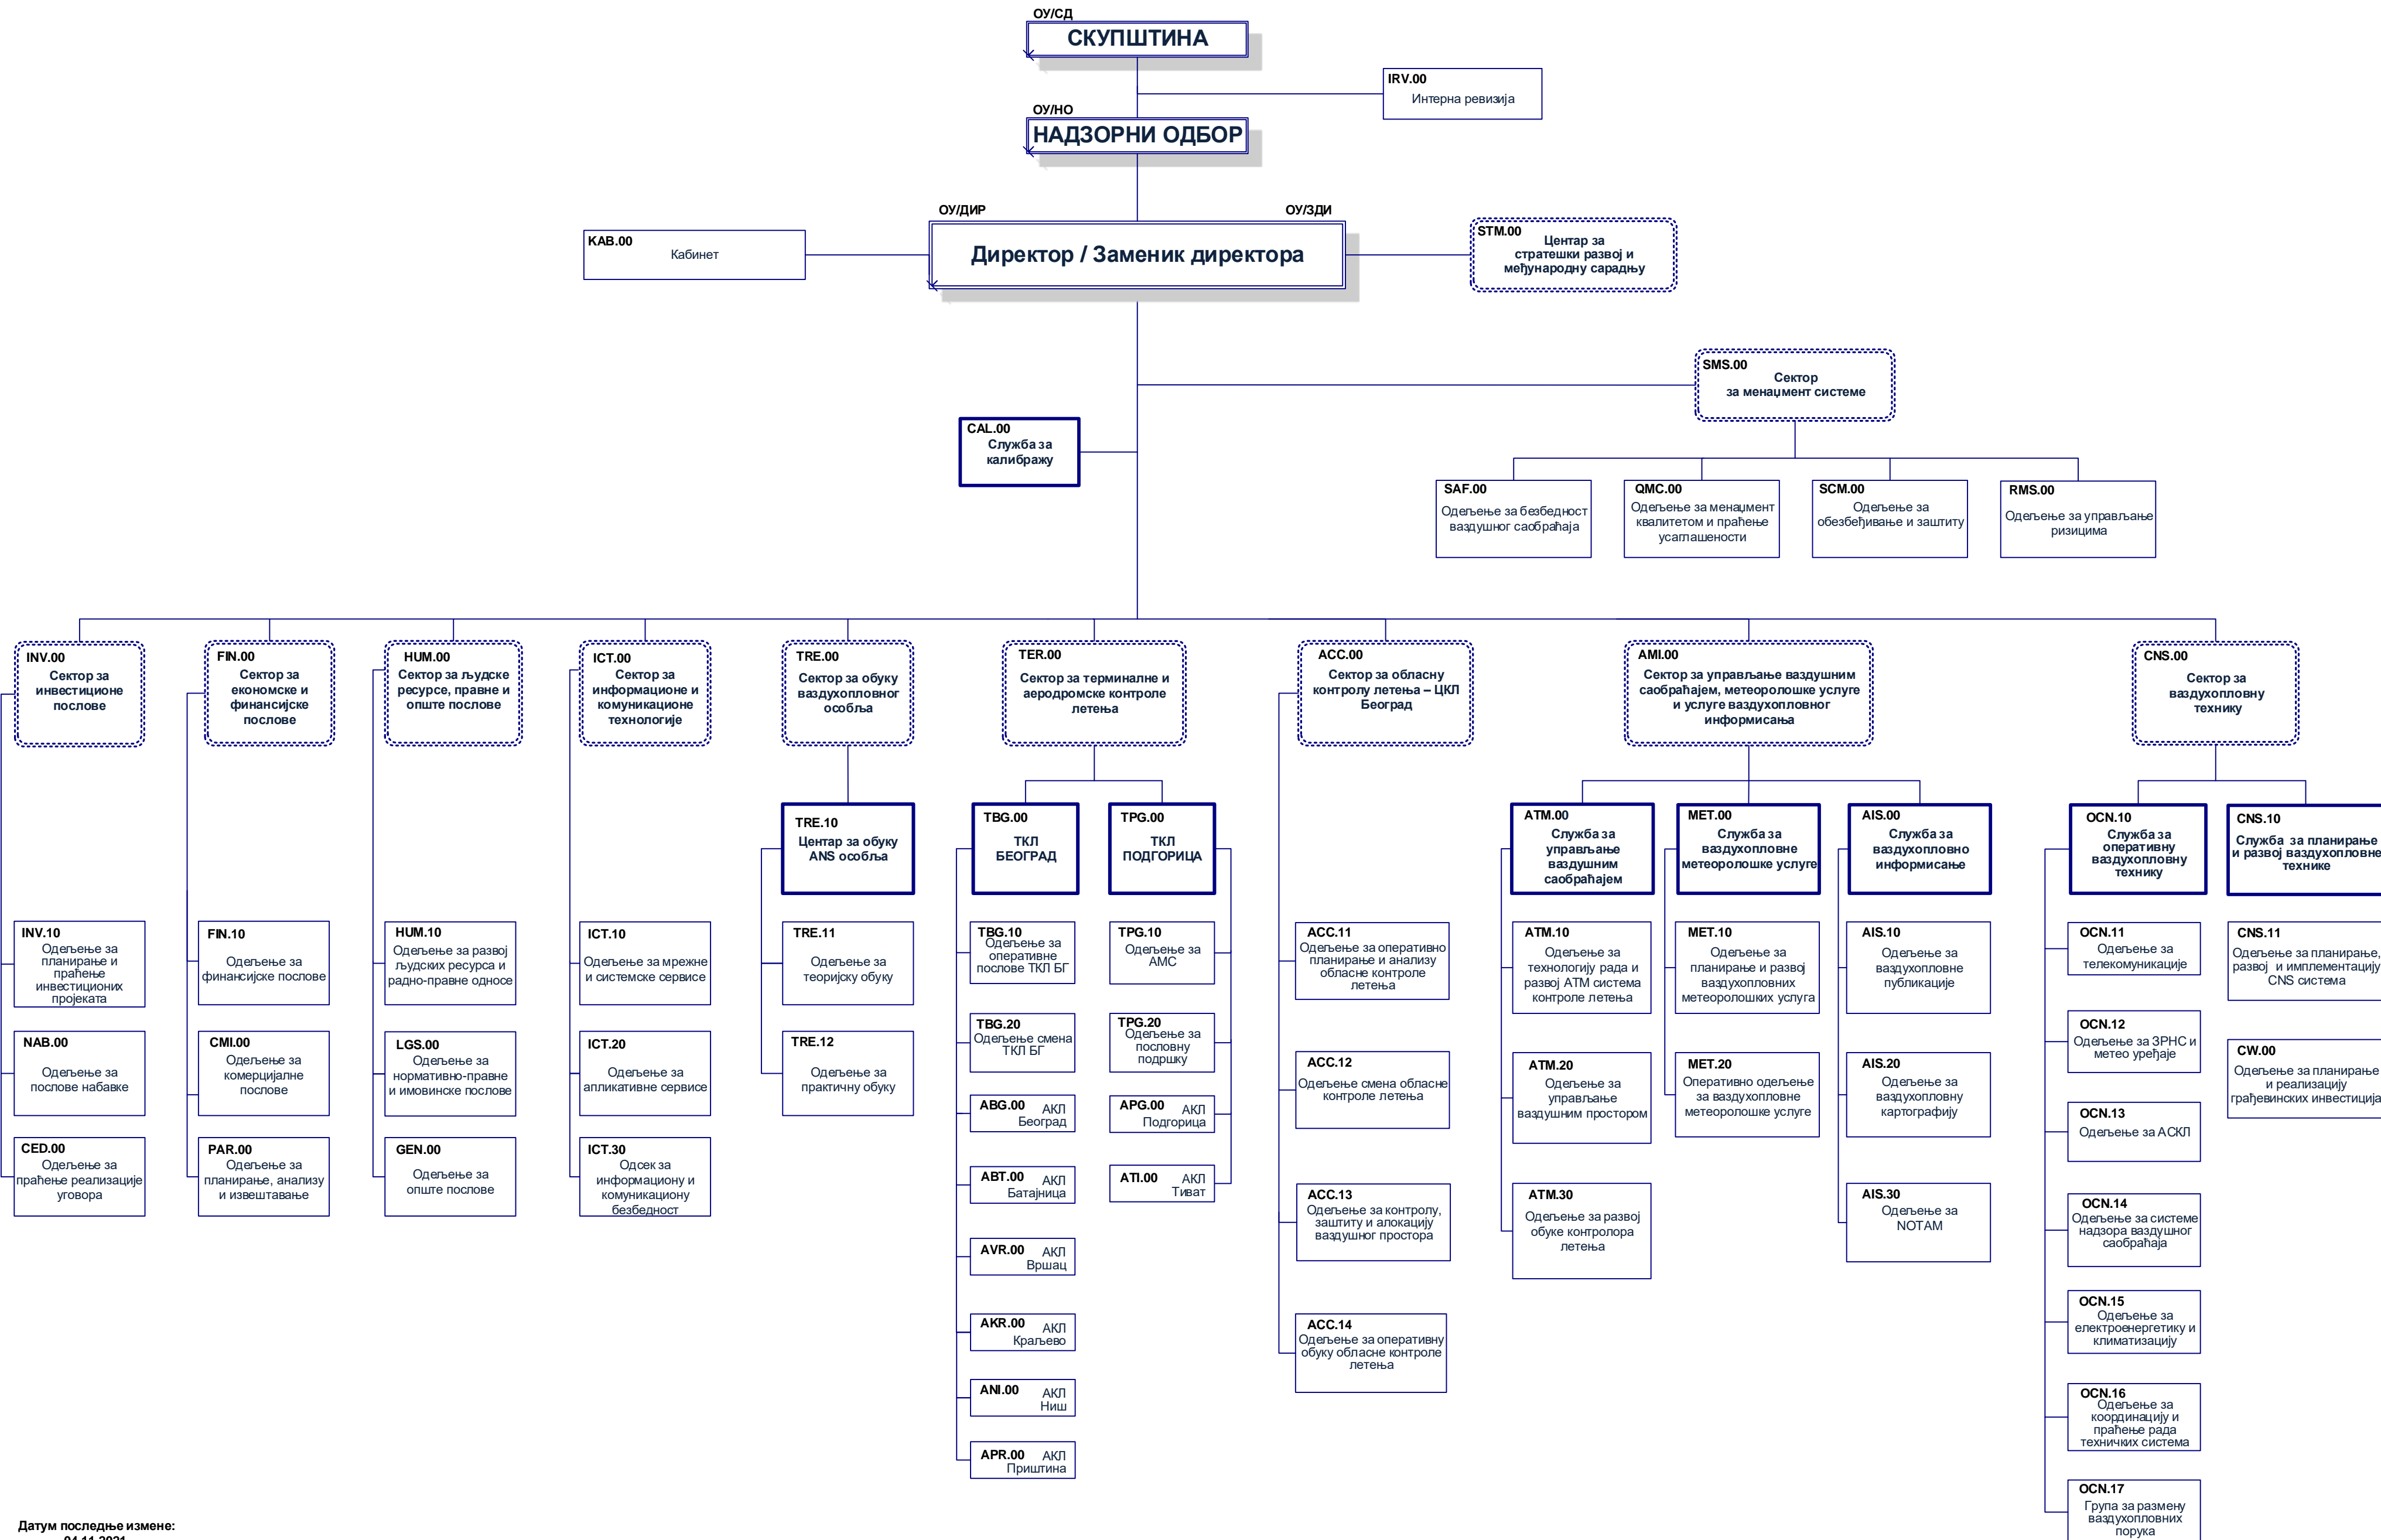 ОУ/СД
СКУПШТИНА
IRV.00
Интерна ревизија
ОУ/НО
НАДЗОРНИ ОДБОР
ОУ/ДИР
ОУ/ЗДИ
Директор / Заменик директора
KAB.00
Кабинет
STM.00
Центар за
стратешки развој и
међународну сарадњу
SMS.00
Сектор
за менаџмент системе
CAL.00
Служба за
калибражу
SAF.00
Одељење за безбедност
ваздушног саобраћаја
QMC.00
Одељење за менаџмент
квалитетом и праћење
усаглашености
SCM.00
Одељење за
обезбеђивање и заштиту
RMS.00
Одељење за управљање
ризицима
INV.00
Сектор за
инвестиционе
послове
FIN.00
Сектор за
економске и
финансијске
послове
HUM.00
Сектор за људске
ресурсе, правне и
опште послове
ICT.00
Сектор за
информационе и
комуникационе
технологије
TRE.00
Сектор за обуку
ваздухопловног
особља
TER.00
Сектор за терминалне и
аеродромске контроле
летења
ACC.00
Сектор за обласну
контролу летења – ЦКЛ
Београд
AMI.00
Сектор за управљање ваздушним
саобраћајем, метеоролошке услуге
и услуге ваздухопловног
информисања
CNS.00
Сектор за
ваздухопловну
технику
TRE.10
Центар за обуку
ANS особља
TBG.00
ТКЛ
БЕОГРАД
TPG.00
ТКЛ
ПОДГОРИЦА
ATM.00
Служба за
управљање
ваздушним
саобраћајем
MET.00
Служба за
ваздухопловне
метеоролошке услуге
AIS.00
Служба за
ваздухопловно
информисање
OCN.10
Служба за
оперативну
ваздухопловну
технику
CNS.10
Служба за планирање
и развој ваздухопловне
технике
INV.10
Одељење за
планирање и
праћење
инвестиционих
пројеката
NAB.00
Одељење за
послове набавке
CED.00
Одељење за
праћење реализације
уговора
FIN.10
Одељење за
финансијске послове
CMI.00
Одељење за
комерцијалне
послове
PAR.00
Одељење за
планирање, анализу
и извештавање
HUM.10
Одељење за развој
људских ресурса и
радно-правне односе
LGS.00
Одељење за
нормативно-правне
и имовинске послове
GEN.00
Одељење за
опште послове
ICT.10
Одељење за мрежне
и системске сервисе
ICT.20
Одељење за
апликативне сервисе
ICT.30
Одсек за
информациону и
комуникациону
безбедност
TRE.11
Одељење за
теоријску обуку
TRE.12
Одељење за
практичну обуку
TBG.10
Одељење за
оперативне
послове ТКЛ БГ
TBG.20
Одељење смена
ТКЛ БГ
ABG.00 АКЛ
Београд
ABT.00 АКЛ
Батајница
AVR.00 АКЛ
Вршац
AKR.00 АКЛ
Краљево
ANI.00 АКЛ
Ниш
APR.00 АКЛ
Приштина
TPG.10
Одељење за
АМС
TPG.20
Одељење за
пословну
подршку
APG.00 АКЛ
Подгорица
ATI.00 АКЛ
Тиват
ACC.11
Одељење за оперативно
планирање и анализу
обласне контроле
летења
ACC.12
Одељење смена обласне
контроле летења
ACC.13
Одељење за контролу,
заштиту и алокацију
ваздушног простора
ACC.14
Одељење за оперативну
обуку обласне контроле
летења
ATM.10
Одељење за
технологију рада и
развој АТМ система
контроле летења
ATM.20
Одељење за
управљање
ваздушним простором
ATM.30
Одељење за развој
обуке контролора
летења
MET.10
Одељење за
планирање и развој
ваздухопловних
метеоролошких услуга
MET.20
Оперативно одељење
за ваздухопловне
метеоролошке услуге
AIS.10
Одељење за
ваздухопловне
публикације
AIS.20
Одељење за
ваздухопловну
картографију
AIS.30
Одељење за
NOTAM
OCN.11
Одељење за
телекомуникације
OCN.12
Одељење за ЗРНС и
метео уређаје
OCN.13
Одељење за АСКЛ
OCN.14
Одељење за системе
надзора ваздушног
саобраћаја
OCN.15
Одељење за
електроенергетику и
климатизацију
OCN.16
Одељење за
координацију и
праћење рада
техничких система
OCN.17
Група за размену
ваздухопловних
порука
CNS.11
Одељење за планирање,
развој и имплементацију
CNS система
CW.00
Одељење за планирање
и реализацију
грађевинских инвестиција
Датум последње измене:
04.11.2021